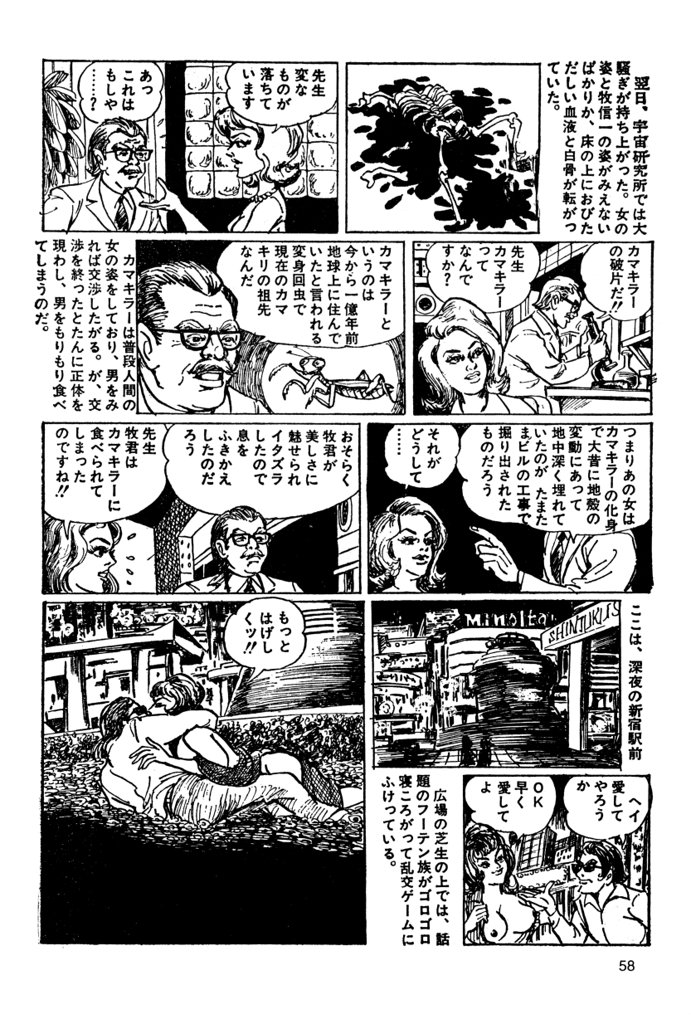 翌日、宇宙研究所では大
騒ぎが持ち上がった。女の
姿と牧信一の姿がみえない
ばかりか、床の上におびた
だしい血液と白骨が転がっ
ていた。
先生
変な
ものが
落ちて
います
あっ
これは
もしや
……?
カマキラー
の破片だ!!
先生
カマキラー
って
なんで
すか?
カマキラーと
いうのは
今から一億年前
地球上に住んで
いたと言われる
変身回虫で
現在のカマ
キリの祖先
なんだ
カマキラーは普段人間の
女の姿をしており、男をみ
れば交渉したがる。が、交
渉を終ったとたんに正体を
現わし、男をもりもり食べ
てしまうのだ。
つまりあの女は
カマキラーの化身
で大昔に地殻の
変動にあって
地中深く埋れて
いたのが たまた
まビルの工事で
掘り出された
ものだろう
それが
どうして
……
おそらく
牧君が
美しさに
魅せられ
イタズラ
したので
息を
ふきかえ
したのだ
ろう
先生
牧君は
カマキラーに
食べられて
しまった
のですね!!
ここは、深夜の新宿駅前
Minolta
SHINJUKU
もっと
はげし
くッ!!
ヘイ
愛して
やろう
か
OK
早く
愛して
よ
広場の芝生の上では、話
題のフーテン族がゴロゴロ
寝ころがって乱交ゲームに
ふけっている。
58